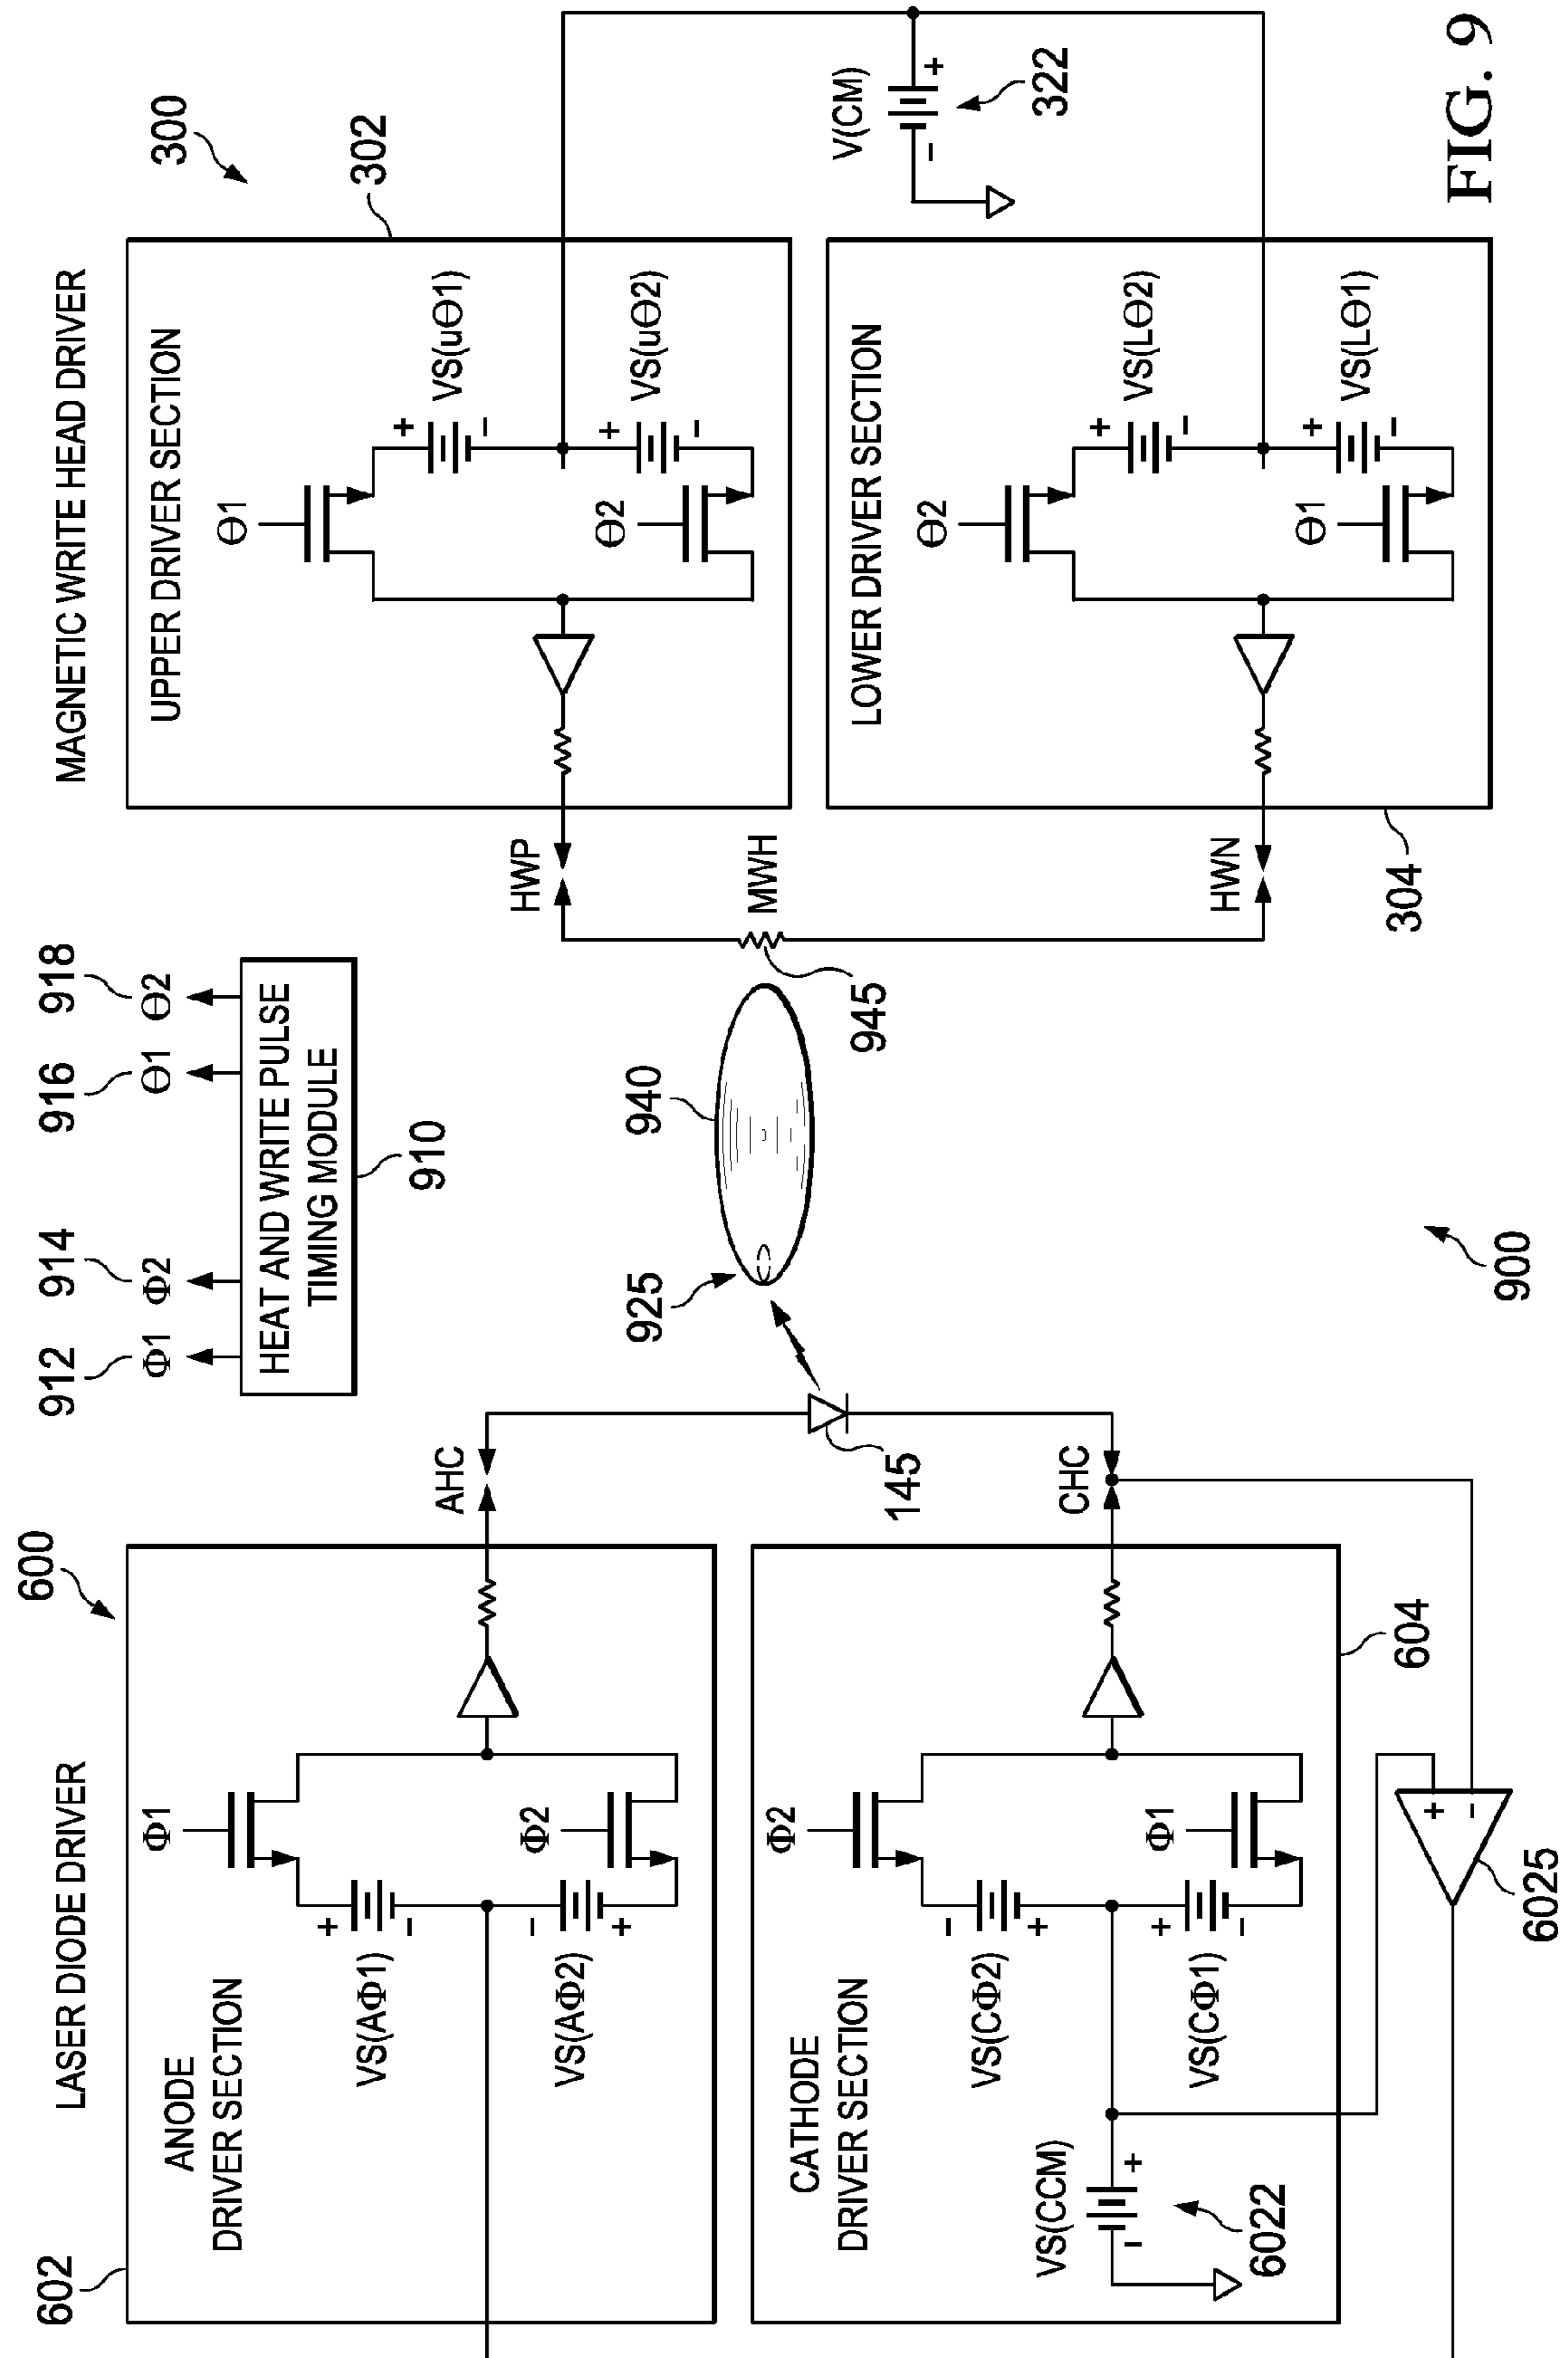 LASER DIODE DRIVER
600
602
ANODE
DRIVER SECTION
Φ1
VS(AΦ1)
+
-
VS(AΦ2)
-
+
Φ2
AHC
CATHODE
DRIVER SECTION
Φ2
VS(CΦ2)
-
+
VS(CΦ1)
+
-
Φ1
VS(CCM)
-
+
6022
CHC
604
+
-
6025
145
912
914
916
918
Φ1
Φ2
Θ1
Θ2
HEAT AND WRITE PULSE
TIMING MODULE
910
925
940
945
900
MAGNETIC WRITE HEAD DRIVER
300
302
UPPER DRIVER SECTION
Θ1
+
-
VS(uΘ1)
Θ2
+
-
VS(uΘ2)
HWP
MWH
HWN
LOWER DRIVER SECTION
Θ2
+
-
VS(LΘ2)
Θ1
+
-
VS(LΘ1)
304
V(CM)
-
+
322
FIG. 9